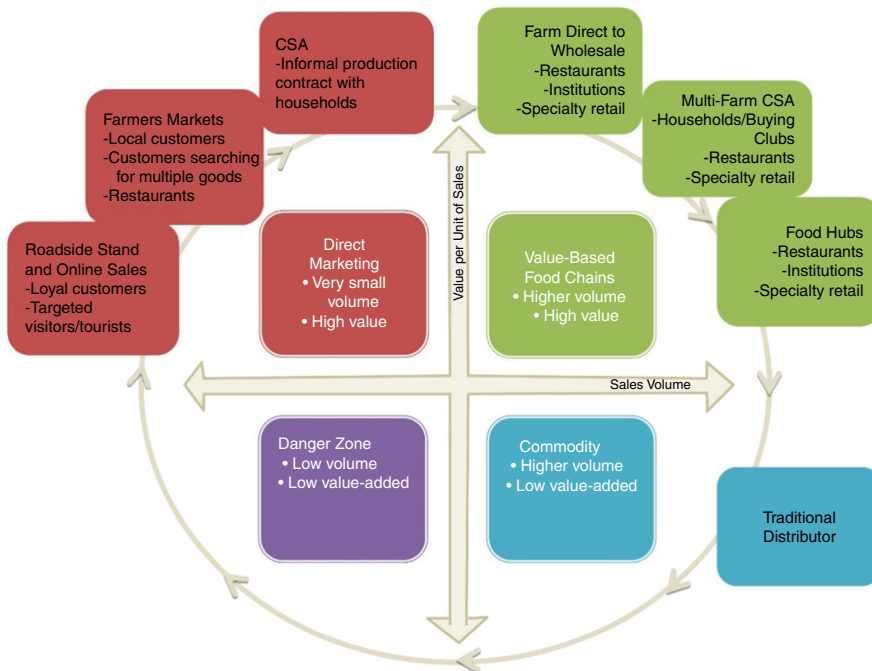 CSA
-Informal production
contract with
households
Farm Direct to
Wholesale
-Restaurants
-Institutions
-Specialty retail
Farmers Markets
-Local customers
-Customers searching
for multiple goods
-Restaurants
Multi-Farm CSA
-Households/Buying
Clubs
-Restaurants
-Specialty retail
Roadside Stand
and Online Sales
-Loyal customers
-Targeted
visitors/tourists
Direct
Marketing
• Very small
volume
• High value
Value per Unit of Sales
Value-Based
Food Chains
• Higher volume
• High value
Food Hubs
-Restaurants
-Institutions
-Specialty retail
Sales Volume
Danger Zone
• Low volume
• Low value-added
Commodity
• Higher volume
• Low value-added
Traditional
Distributor